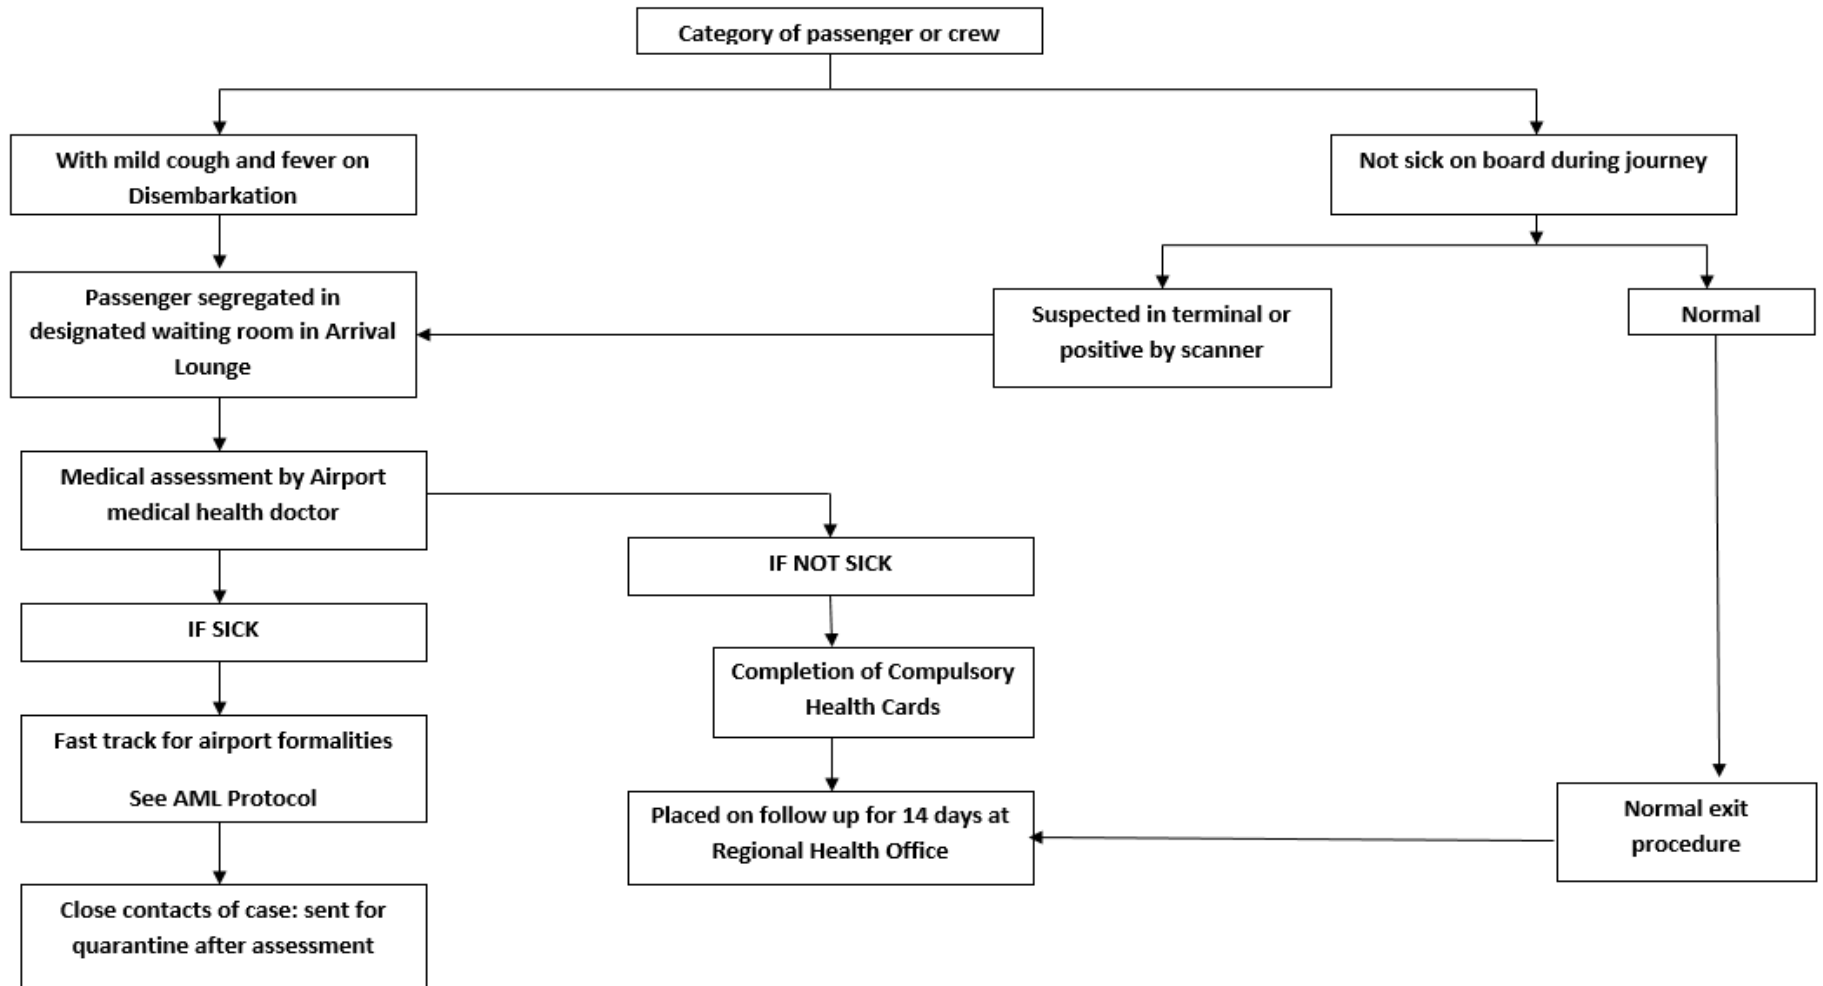 Category of passenger or crew
With mild cough and fever on
Disembarkation
Not sick on board during journey
Passenger segregated in
designated waiting room in Arrival
Lounge
Suspected in terminal or
positive by scanner
Normal
Medical assessment by Airport
medical health doctor
IF NOT SICK
IF SICK
Completion of Compulsory
Health Cards
Fast track for airport formalities
See AML Protocol
Placed on follow up for 14 days at
Regional Health Office
Normal exit
procedure
Close contacts of case: sent for
quarantine after assessment